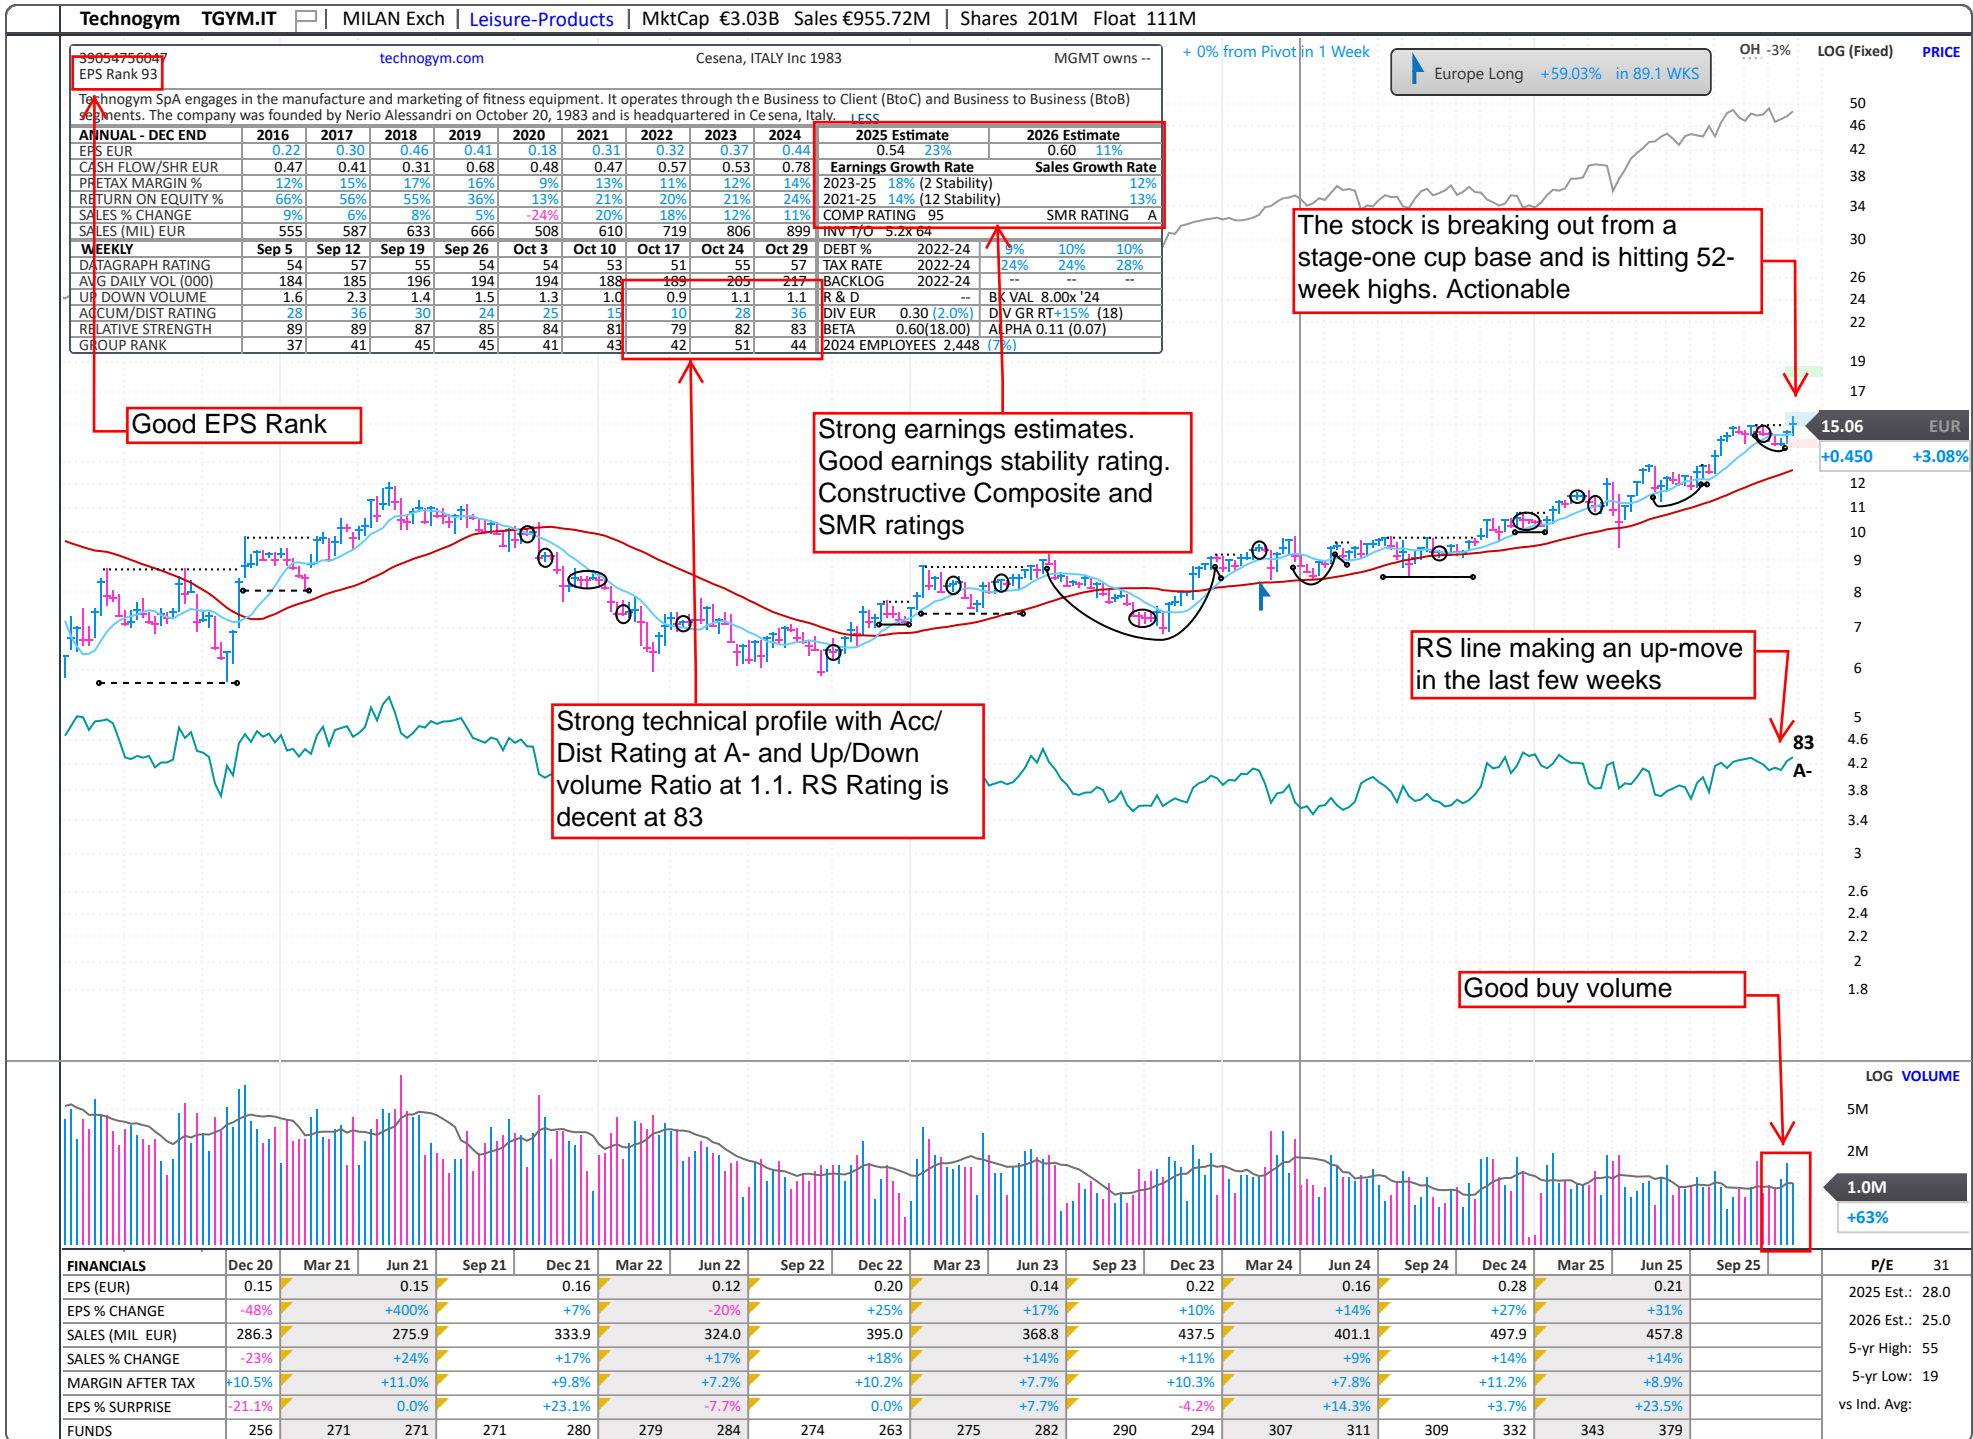 Technogym TGYM.IT | MILAN Exch | Leisure-Products | MktCap €3.03B Sales €955.72M | Shares 201M Float 111M
39054756047 technogym.com Cesena, ITALY Inc 1983 MGMT owns --
EPS Rank 93
Technogym SpA engages in the manufacture and marketing of fitness equipment. It operates through the Business to Client (BtoC) and Business to Business (BtoB)
segments. The company was founded by Nerio Alessandri on October 20, 1983 and is headquartered in Cesena, Italy. LESS
+ 0% from Pivot in 1 Week
Europe Long +59.03% in 89.1 WKS
OH -3% LOG (Fixed) PRICE
ANNUAL - DEC END 2016 2017 2018 2019 2020 2021 2022 2023 2024 2025 Estimate 2026 Estimate
EPS EUR 0.22 0.30 0.46 0.41 0.18 0.31 0.32 0.37 0.44 0.54 23% 0.60 11%
CASH FLOW/SHR EUR 0.47 0.41 0.31 0.68 0.48 0.47 0.57 0.53 0.78 Earnings Growth Rate Sales Growth Rate
PRETAX MARGIN % 12% 15% 17% 16% 9% 13% 11% 12% 14% 2023-25 18% (2 Stability) 12%
RETURN ON EQUITY % 66% 56% 55% 36% 13% 21% 20% 21% 24% 2021-25 14% (12 Stability) 13%
SALES % CHANGE 9% 6% 8% 5% -24% 20% 18% 12% 11% COMP RATING 95 SMR RATING A
SALES (MIL) EUR 555 587 633 666 508 610 719 806 899 INV T/O 5.2x 64
WEEKLY Sep 5 Sep 12 Sep 19 Sep 26 Oct 3 Oct 10 Oct 17 Oct 24 Oct 29 DEBT % 2022-24 9% 10% 10%
DATAGRAPH RATING 54 57 55 54 54 53 51 55 57 TAX RATE 2022-24 24% 24% 28%
AVG DAILY VOL (000) 184 185 196 194 194 188 189 205 217 BACKLOG 2022-24 -- -- --
UP DOWN VOLUME 1.6 2.3 1.4 1.5 1.3 1.0 0.9 1.1 1.1 R & D -- BK VAL 8.00x '24
ACCUM/DIST RATING 28 36 30 24 25 15 10 28 36 DIV EUR 0.30 (2.0%) DIV GR RT +15% (18)
RELATIVE STRENGTH 89 89 87 85 84 81 79 82 83 BETA 0.60(18.00) ALPHA 0.11 (0.07)
GROUP RANK 37 41 45 45 41 43 42 51 44 2024 EMPLOYEES 2,448 (7%)
The stock is breaking out from a
stage-one cup base and is hitting 52-
week highs. Actionable
Good EPS Rank
Strong earnings estimates.
Good earnings stability rating.
Constructive Composite and
SMR ratings
RS line making an up-move
in the last few weeks
Strong technical profile with Acc/
Dist Rating at A- and Up/Down
volume Ratio at 1.1. RS Rating is
decent at 83
Good buy volume
50
46
42
38
34
30
26
24
22
19
17
15.06 EUR
+0.450 +3.08%
12
11
10
9
8
7
6
5
4.6
83
4.2
A-
3.8
3.4
3
2.6
2.4
2.2
2
1.8
LOG VOLUME
5M
2M
1.0M
+63%
FINANCIALS Dec 20 Mar 21 Jun 21 Sep 21 Dec 21 Mar 22 Jun 22 Sep 22 Dec 22 Mar 23 Jun 23 Sep 23 Dec 23 Mar 24 Jun 24 Sep 24 Dec 24 Mar 25 Jun 25 Sep 25
EPS (EUR) 0.15 0.15 0.16 0.12 0.20 0.14 0.22 0.16 0.28 0.21
EPS % CHANGE -48% +400% +7% -20% +25% +17% +10% +14% +27% +31%
SALES (MIL EUR) 286.3 275.9 333.9 324.0 395.0 368.8 437.5 401.1 497.9 457.8
SALES % CHANGE -23% +24% +17% +17% +18% +14% +11% +9% +14% +14%
MARGIN AFTER TAX +10.5% +11.0% +9.8% +7.2% +10.2% +7.7% +10.3% +7.8% +11.2% +8.9%
EPS % SURPRISE -21.1% 0.0% +23.1% -7.7% 0.0% +7.7% -4.2% +14.3% +3.7% +23.5%
FUNDS 256 271 271 271 280 279 284 274 263 275 282 290 294 307 311 309 332 343 379
P/E 31
2025 Est.: 28.0
2026 Est.: 25.0
5-yr High: 55
5-yr Low: 19
vs Ind. Avg: